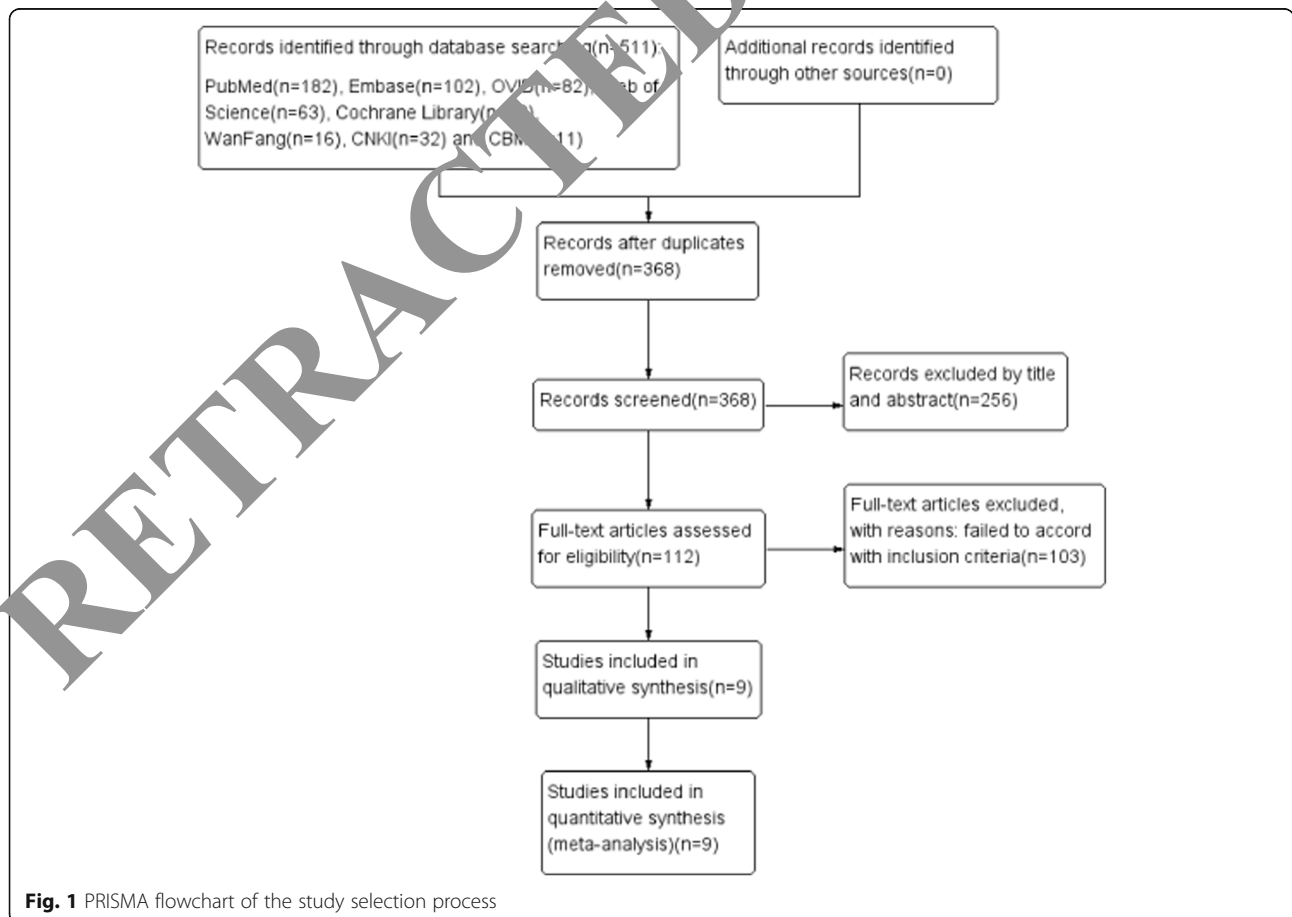 Records identified through database searching(n=511):
PubMed(n=182), Embase(n=102), OVID(n=82), Web of
Science(n=63), Cochrane Library
WanFang(n=16), CNKI(n=32) and CBM(n=11)
Additional records identified
through other sources(n=0)
Records after duplicates
removed(n=368)
Records screened(n=368)
Records excluded by title
and abstract(n=256)
Full-text articles assessed
for eligibility(n=112)
Full-text articles excluded,
with reasons: failed to accord
with inclusion criteria(n=103)
Studies included in
qualitative synthesis(n=9)
Studies included in
quantitative synthesis
(meta-analysis)(n=9)
RETRACTED
Fig. 1 PRISMA flowchart of the study selection process